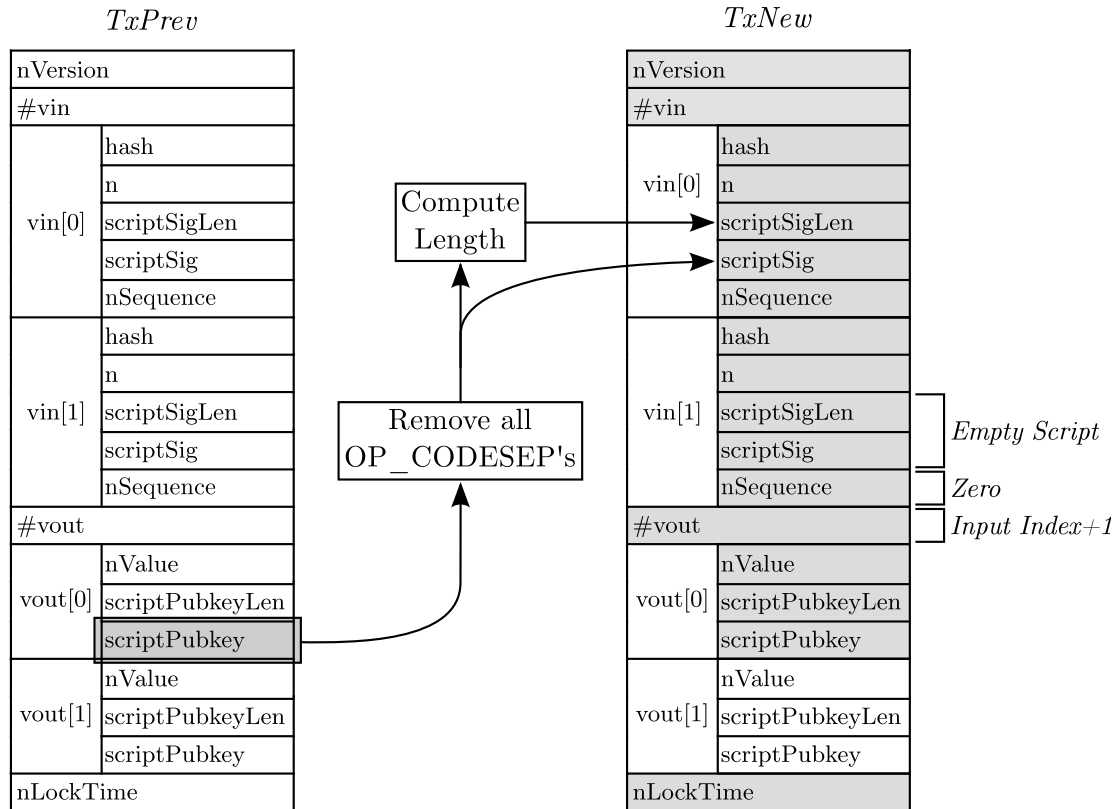 TxPrev
nVersion
#vin
vin[0]
hash
n
scriptSigLen
scriptSig
nSequence
vin[1]
hash
n
scriptSigLen
scriptSig
nSequence
#vout
vout[0]
nValue
scriptPubkeyLen
scriptPubkey
vout[1]
nValue
scriptPubkeyLen
scriptPubkey
nLockTime
Compute
Length
Remove all
OP_CODESEP's
TxNew
nVersion
#vin
vin[0]
hash
n
scriptSigLen
scriptSig
nSequence
vin[1]
hash
n
scriptSigLen
scriptSig
nSequence
#vout
vout[0]
nValue
scriptPubkeyLen
scriptPubkey
vout[1]
nValue
scriptPubkeyLen
scriptPubkey
nLockTime
Empty Script
Zero
Input Index+1